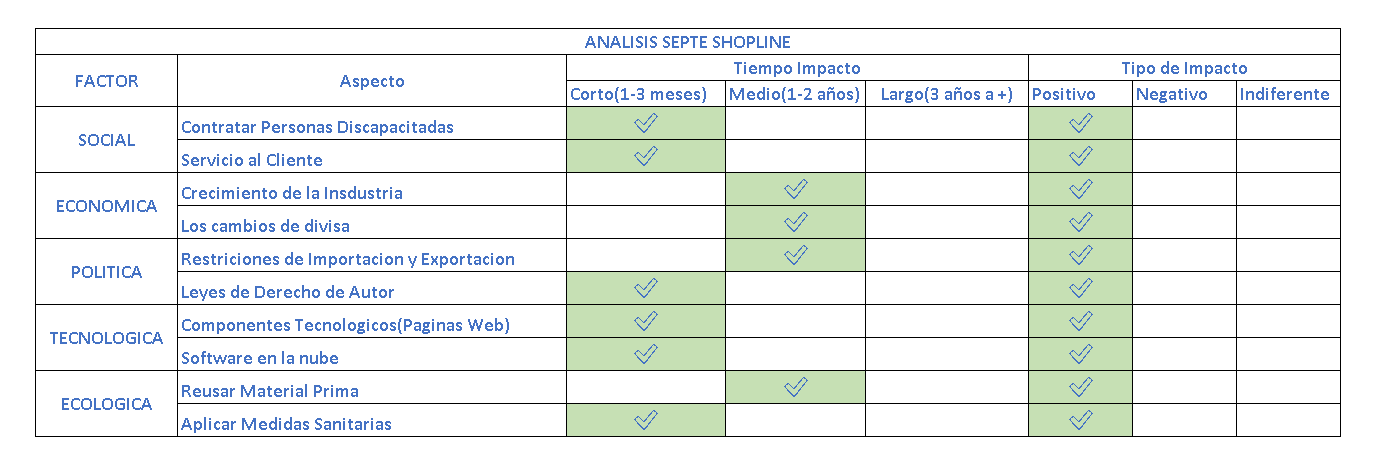 ANALISIS SEPTE SHOPLINE
FACTOR Aspecto Tiempo Impacto Tipo de Impacto
Corto(1-3 meses) Medio(1-2 años) Largo(3 años a +) Positivo Negativo Indiferente
SOCIAL Contratar Personas Discapacitadas
Servicio al Cliente
ECONOMICA Crecimiento de la Insdustria
Los cambios de divisa
POLITICA Restriciones de Importacion y Exportacion
Leyes de Derecho de Autor
TECNOLOGICA Componentes Tecnologicos(Paginas Web)
Software en la nube
ECOLOGICA Reusar Material Prima
Aplicar Medidas Sanitarias